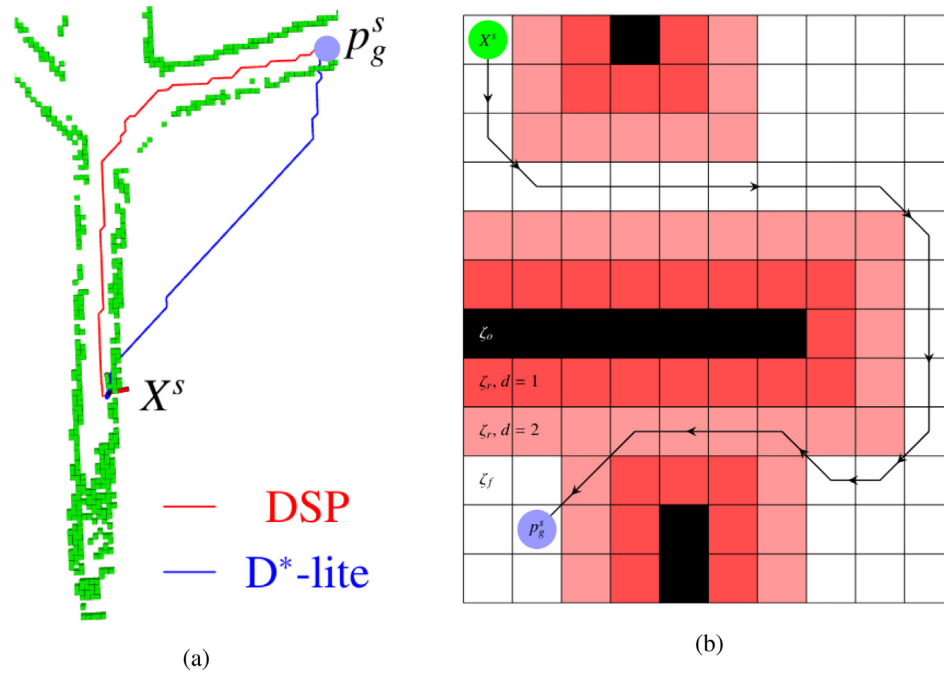 p_g^s
X^s
DSP
D*-lite
(a)
X^s
ζ_o
ζ_r, d = 1
ζ_r, d = 2
ζ_f
p_g^s
(b)